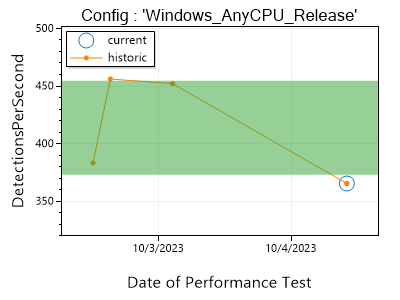 Config : 'Windows_AnyCPU_Release'
current
historic
500
450
400
350
DetectionsPerSecond
10/3/2023
10/4/2023
Date of Performance Test